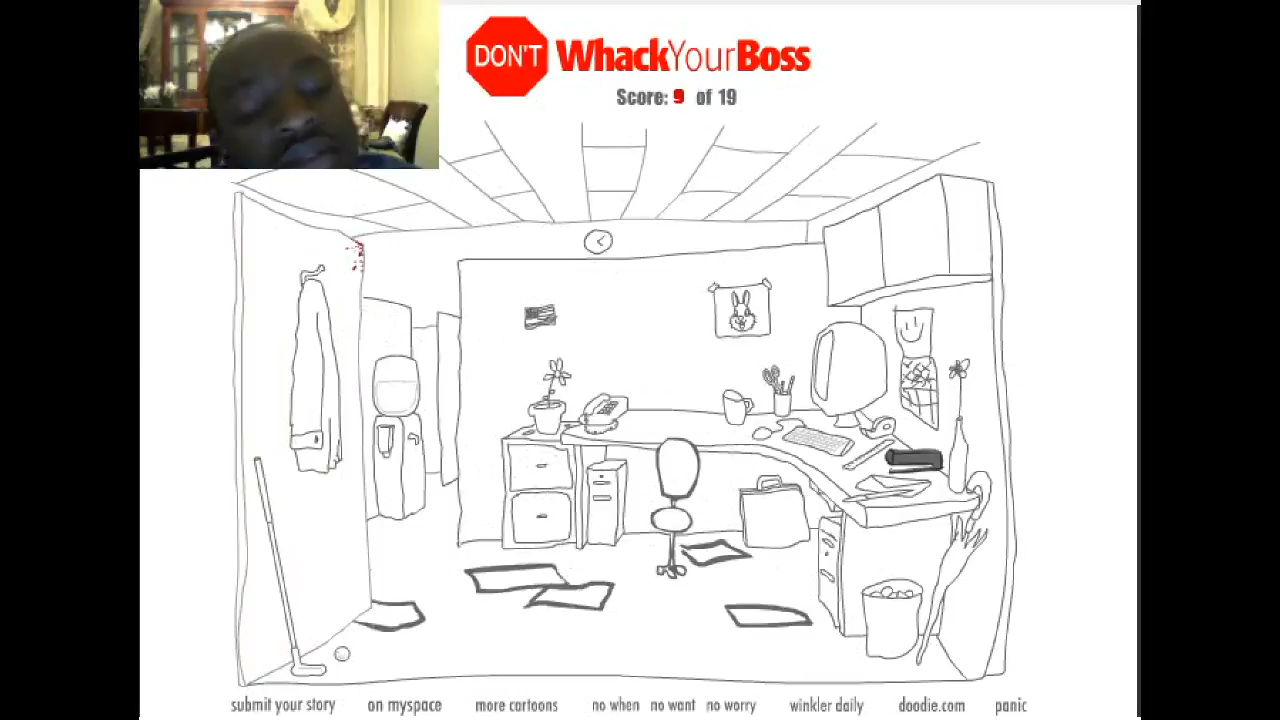 DON'T WhackYourBoss
Score: 9 of 19
submit your story on myspace more cartoons no when no want no worry winkler daily doodie.com panic